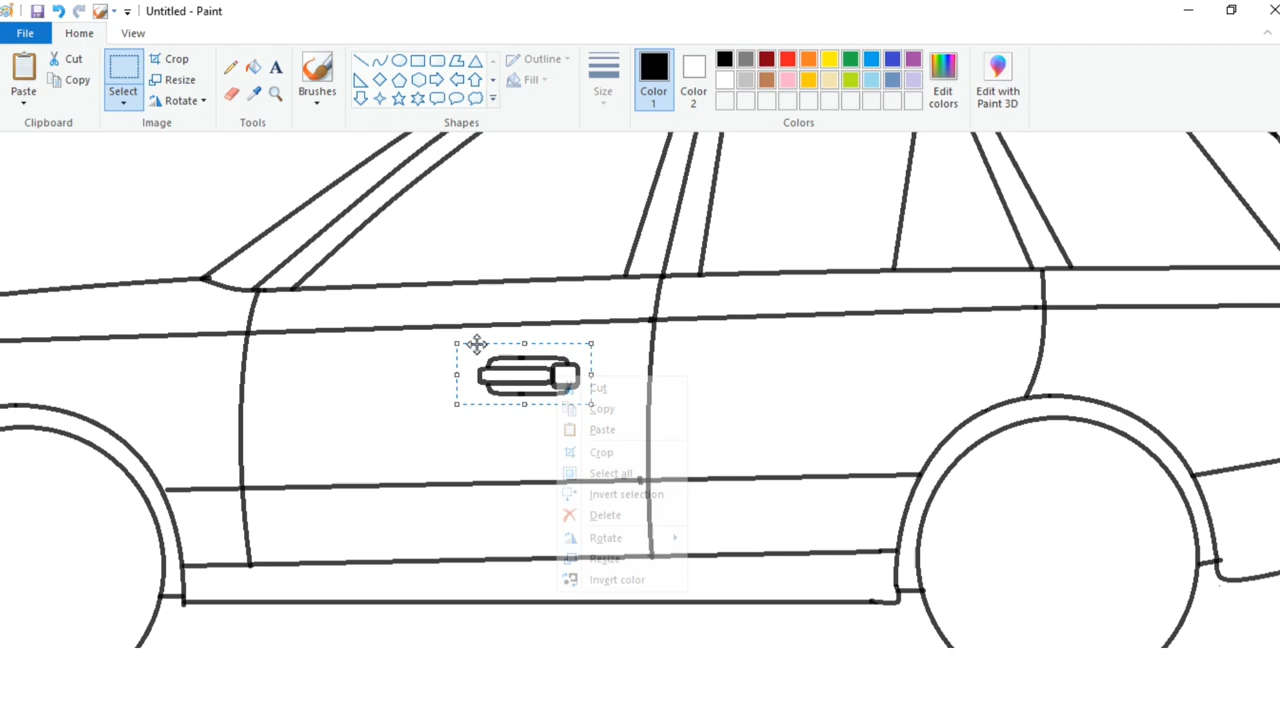 Untitled - Paint
File Home View
Paste
Cut
Copy
Clipboard
Select
Crop
Resize
Rotate
Image
A
Tools
Brushes
Shapes
Outline
Fill
Size
Color
1
Color
2
Edit
colors
Colors
Edit with
Paint 3D
Cut
Copy
Paste
Crop
Select all
Invert selection
Delete
Rotate
Resize
Invert color